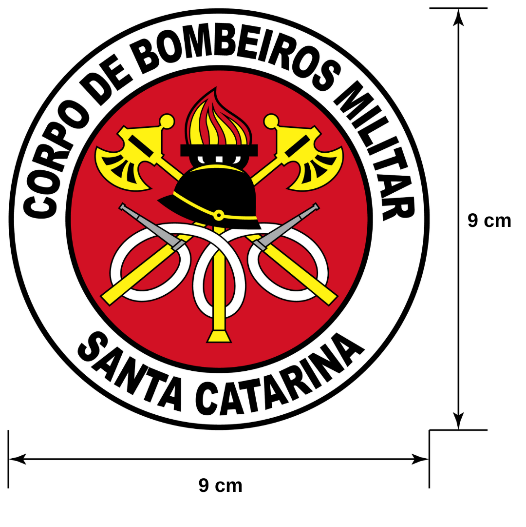 CORPO DE BOMBEIROS MILITAR
SANTA CATARINA
9 cm
9 cm